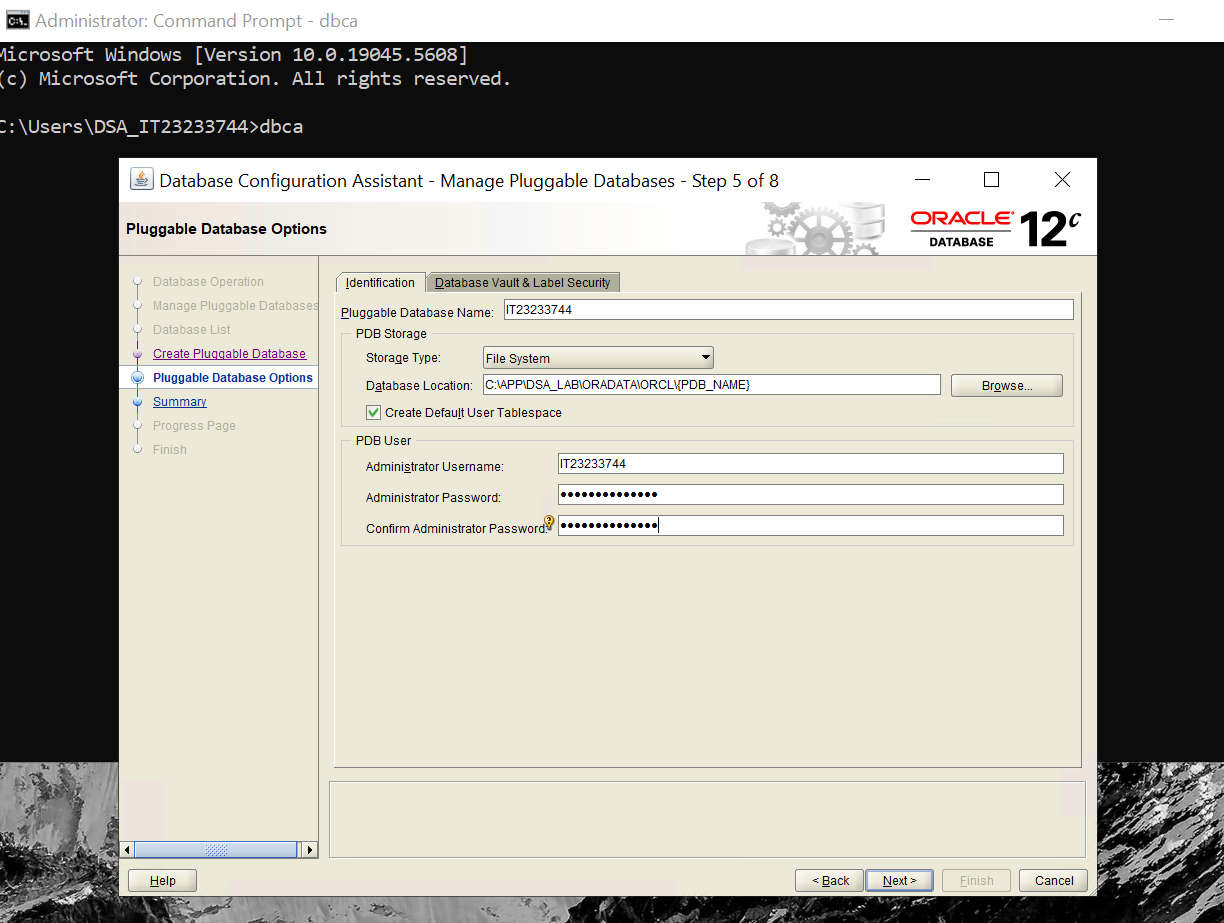 Administrator: Command Prompt - dbca
Microsoft Windows [Version 10.0.19045.5608]
(c) Microsoft Corporation. All rights reserved.
C:\Users\DSA_IT23233744>dbca
Database Configuration Assistant - Manage Pluggable Databases - Step 5 of 8
Pluggable Database Options
ORACLE
DATABASE 12c
Database Operation
Manage Pluggable Databases
Database List
Create Pluggable Database
Pluggable Database Options
Summary
Progress Page
Finish
Identification Database Vault & Label Security
Pluggable Database Name: IT23233744
PDB Storage
Storage Type: File System
Database Location: C:\APP\DSA_LAB\ORADATA\ORCL\{PDB_NAME} Browse...
Create Default User Tablespace
PDB User
Administrator Username: IT23233744
Administrator Password: ••••••••••••••
Confirm Administrator Password: ••••••••••••••
Help < Back Next > Finish Cancel